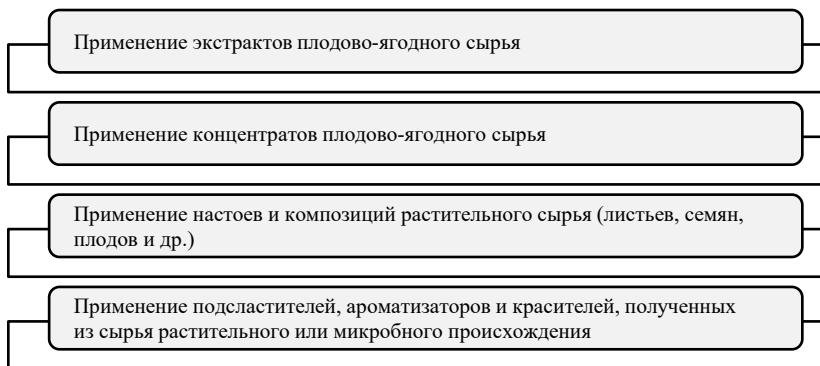 Применение экстрактов плодово-ягодного сырья
Применение концентратов плодово-ягодного сырья
Применение настоев и композиций растительного сырья (листьев, семян,
плодов и др.)
Применение подсластителей, ароматизаторов и красителей, полученных
из сырья растительного или микробного происхождения